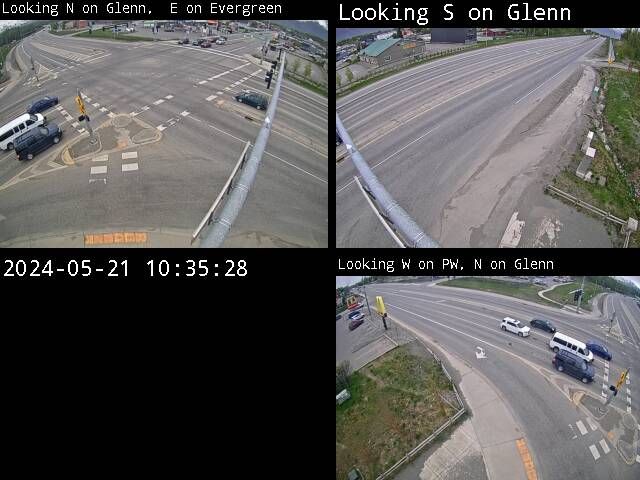 Looking N on Glenn,  E on Evergreen
Looking S on Glenn
2024-05-21 10:35:28
Looking W on PW, N on Glenn